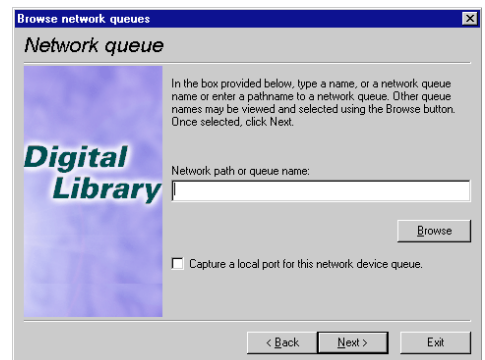 Browse network queues
Network queue
In the box provided below, type a name, or a network queue
name or enter a pathname to a network queue. Other queue
names may be viewed and selected using the Browse button.
Once selected, click Next.
Digital
Library
Network path or queue name:
Browse
Capture a local port for this network device queue.
< Back
Next >
Exit